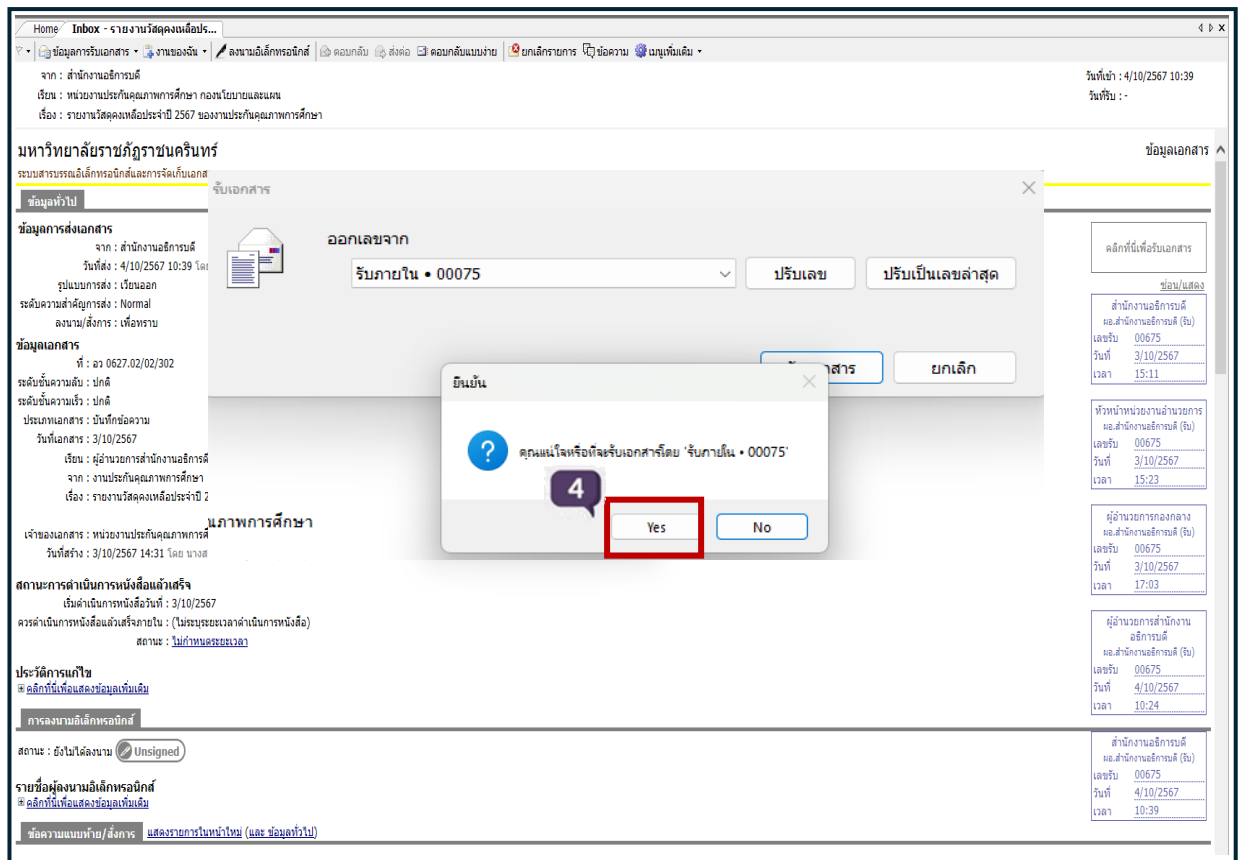 Home Inbox - รายงานวัสดุคงเหลือปร...
ข้อมูลการรับเอกสาร งานของฉัน ลงนามอิเล็กทรอนิกส์ ตอบกลับ ส่งต่อ ตอบกลับแบบง่าย ยกเลิกรายการ ข้อความ เมนูเพิ่มเติม
จาก : สำนักงานอธิการบดี
วันที่เข้า : 4/10/2567 10:39
เรียน : หน่วยงานประกันคุณภาพการศึกษา กองนโยบายและแผน
วันที่รับ : -
เรื่อง : รายงานวัสดุคงเหลือประจำปี 2567 ของงานประกันคุณภาพการศึกษา
มหาวิทยาลัยราชภัฏราชนครินทร์
ข้อมูลเอกสาร
ระบบสารบรรณอิเล็กทรอนิกส์และการจัดเก็บเอกส
ข้อมูลทั่วไป
ข้อมูลการส่งเอกสาร
จาก : สำนักงานอธิการบดี
วันที่ส่ง : 4/10/2567 10:39 โดย
รูปแบบการส่ง : เวียนออก
ระดับความสำคัญการส่ง : Normal
ลงนาม/สั่งการ : เพื่อทราบ
ข้อมูลเอกสาร
ที่ : อว 0627.02/02/302
ระดับชั้นความลับ : ปกติ
ระดับชั้นความเร็ว : ปกติ
ประเภทเอกสาร : บันทึกข้อความ
วันที่เอกสาร : 3/10/2567
เรียน : ผู้อำนวยการสำนักงานอธิการบดี
จาก : งานประกันคุณภาพการศึกษา
เรื่อง : รายงานวัสดุคงเหลือประจำปี 2
นภาพการศึกษา
เจ้าของเอกสาร : หน่วยงานประกันคุณภาพการศึ
วันที่สร้าง : 3/10/2567 14:31 โดย นางส
สถานะการดำเนินการหนังสือแล้วเสร็จ
เริ่มดำเนินการหนังสือวันที่ : 3/10/2567
ควรดำเนินการหนังสือแล้วเสร็จภายใน : (ไม่ระบุระยะเวลาดำเนินการหนังสือ)
สถานะ : ไม่กำหนดระยะเวลา
ประวัติการแก้ไข
คลิกที่นี่เพื่อแสดงข้อมูลเพิ่มเติม
การลงนามอิเล็กทรอนิกส์
สถานะ : ยังไม่ได้ลงนาม Unsigned
รายชื่อผู้ลงนามอิเล็กทรอนิกส์
คลิกที่นี่เพื่อแสดงข้อมูลเพิ่มเติม
ข้อความแนบท้าย/สั่งการ แสดงรายการในหน้าใหม่ (และ ข้อมูลทั่วไป)
รับเอกสาร
ออกเลขจาก
รับภายใน • 00075
ปรับเลข
ปรับเป็นเลขล่าสุด
กสาร
ยกเลิก
ยืนยัน
คุณแน่ใจหรือที่จะรับเอกสารโดย 'รับภายใน • 00075'
4
Yes
No
คลิกที่นี่เพื่อรับเอกสาร
ซ่อน/แสดง
สำนักงานอธิการบดี
ผอ.สำนักงานอธิการบดี (รับ)
เลขรับ 00675
วันที่ 3/10/2567
เวลา 15:11
หัวหน้าหน่วยงานอำนวยการ
ผอ.สำนักงานอธิการบดี (รับ)
เลขรับ 00675
วันที่ 3/10/2567
เวลา 15:23
ผู้อำนวยการกองกลาง
ผอ.สำนักงานอธิการบดี (รับ)
เลขรับ 00675
วันที่ 3/10/2567
เวลา 17:03
ผู้อำนวยการสำนักงาน
อธิการบดี
ผอ.สำนักงานอธิการบดี (รับ)
เลขรับ 00675
วันที่ 4/10/2567
เวลา 10:24
สำนักงานอธิการบดี
ผอ.สำนักงานอธิการบดี (รับ)
เลขรับ 00675
วันที่ 4/10/2567
เวลา 10:39